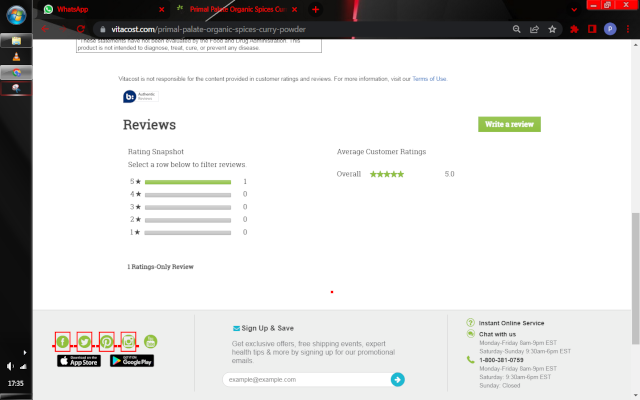 WhatsApp
Primal Palate Organic Spices Cu
vitacost.com/primal-palate-organic-spices-curry-powder
P
These statements have not been evaluated by the Food and Drug Administration. This
product is not intended to diagnose, treat, cure, or prevent any disease.
Vitacost is not responsible for the content provided in customer ratings and reviews. For more information, visit our Terms of Use.
b: Authentic
Reviews
Reviews
Write a review
Rating Snapshot
Average Customer Ratings
Select a row below to filter reviews.
Overall ★★★★★ 5.0
5★ 1
4★ 0
3★ 0
2★ 0
1★ 0
1 Ratings-Only Review
Sign Up & Save
Get exclusive offers, free shipping events, expert
health tips & more by signing up for our promotional
emails.
example@example.com
Instant Online Service
Chat with us
Monday-Friday 8am-9pm EST
Saturday-Sunday 9:30am-6pm EST
1-800-381-0759
Monday-Friday 8am-9pm EST
Saturday: 9:30am-6pm EST
Sunday: Closed
Download on the
App Store
GET IT ON
Google Play
17:35